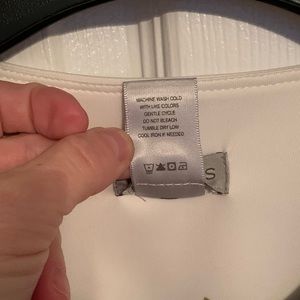 MACHINE WASH COLD
WITH LIKE COLORS
GENTLE CYCLE
DO NOT BLEACH
TUMBLE DRY LOW
COOL IRON IF NEEDED
S